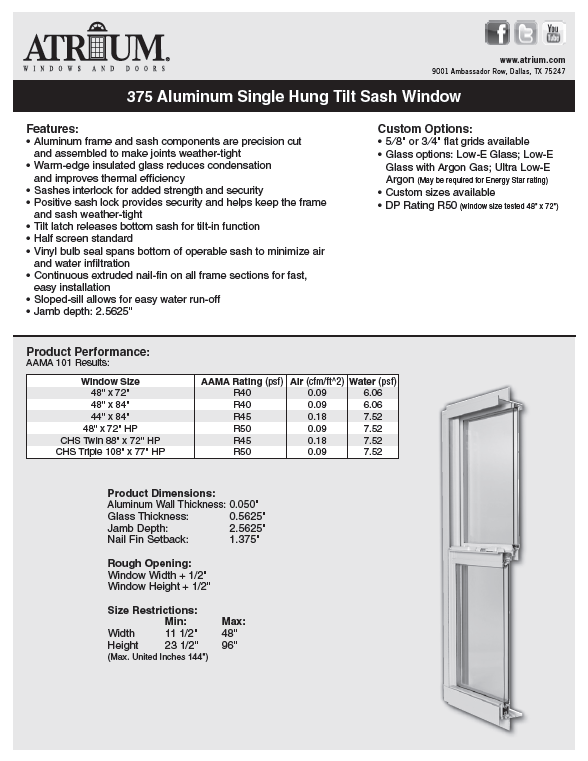 ATRIUM.
WINDOWS AND DOORS
f
t
You
Tube
www.atrium.com
9001 Ambassador Row, Dallas, TX 75247
375 Aluminum Single Hung Tilt Sash Window
Features:
• Aluminum frame and sash components are precision cut
and assembled to make joints weather-tight
• Warm-edge insulated glass reduces condensation
and improves thermal efficiency
• Sashes interlock for added strength and security
• Positive sash lock provides security and helps keep the frame
and sash weather-tight
• Tilt latch releases bottom sash for tilt-in function
• Half screen standard
• Vinyl bulb seal spans bottom of operable sash to minimize air
and water infiltration
• Continuous extruded nail-fin on all frame sections for fast,
easy installation
• Sloped-sill allows for easy water run-off
• Jamb depth: 2.5625"
Custom Options:
• 5/8" or 3/4" flat grids available
• Glass options: Low-E Glass; Low-E
Glass with Argon Gas; Ultra Low-E
Argon (May be required for Energy Star rating)
• Custom sizes available
• DP Rating R50 (window size tested 48" x 72")
Product Performance:
AAMA 101 Results:
Window Size AAMA Rating (psf) Air (cfm/ft^2) Water (psf)
48" x 72" R40 0.09 6.06
48" x 84" R40 0.09 6.06
44" x 84" R45 0.18 7.52
48" x 72" HP R50 0.09 7.52
CHS Twin 88" x 72" HP R45 0.18 7.52
CHS Triple 108" x 77" HP R50 0.09 7.52
Product Dimensions:
Aluminum Wall Thickness: 0.050"
Glass Thickness: 0.5625"
Jamb Depth: 2.5625"
Nail Fin Setback: 1.375"
Rough Opening:
Window Width + 1/2"
Window Height + 1/2"
Size Restrictions:
Min: Max:
Width 11 1/2" 48"
Height 23 1/2" 96"
(Max. United Inches 144")